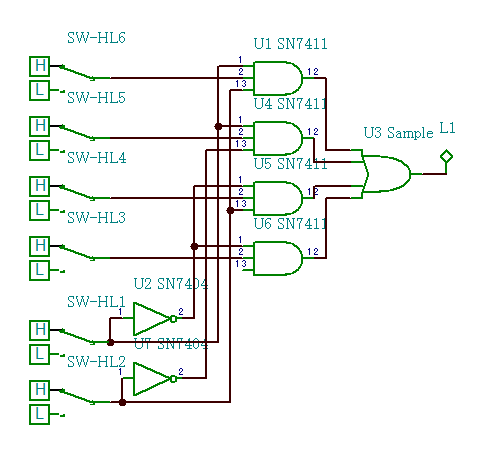 SW-HL6
H
L
SW-HL5
H
L
SW-HL4
H
L
SW-HL3
H
L
SW-HL1
H
L
SW-HL2
H
L
U2 SN7404
1
2
U7 SN7404
1
2
U1 SN7411
1
2
13
12
U4 SN7411
1
2
13
12
U5 SN7411
1
2
13
12
U6 SN7411
1
2
13
12
U3 Sample
L1